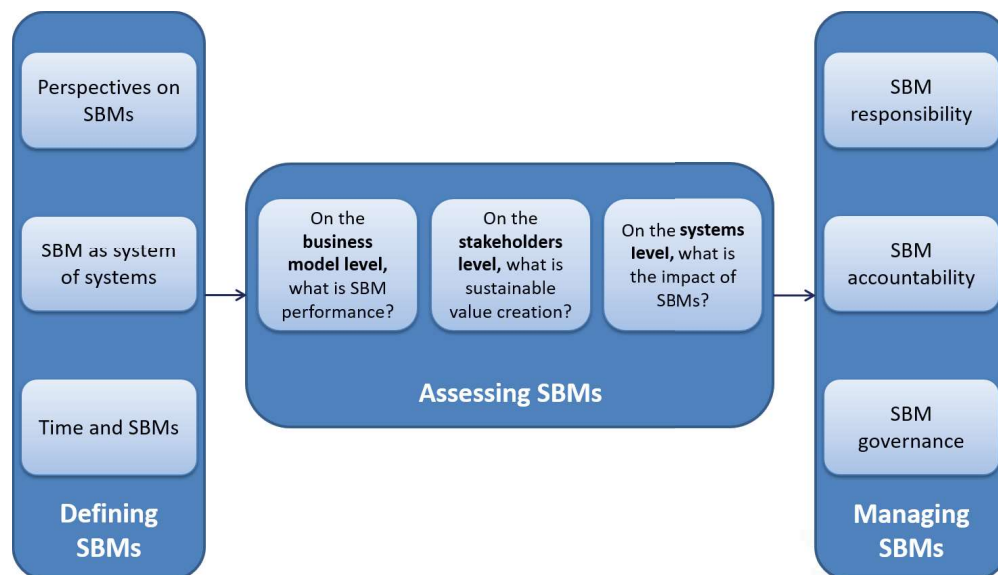 Perspectives on
SBMs
SBM as system
of systems
Time and SBMs
Defining
SBMs
On the
business
model level,
what is SBM
performance?
On the
stakeholders
level, what is
sustainable
value creation?
On the systems
level, what is
the impact of
SBMs?
Assessing SBMs
SBM
responsibility
SBM
accountability
SBM
governance
Managing
SBMs